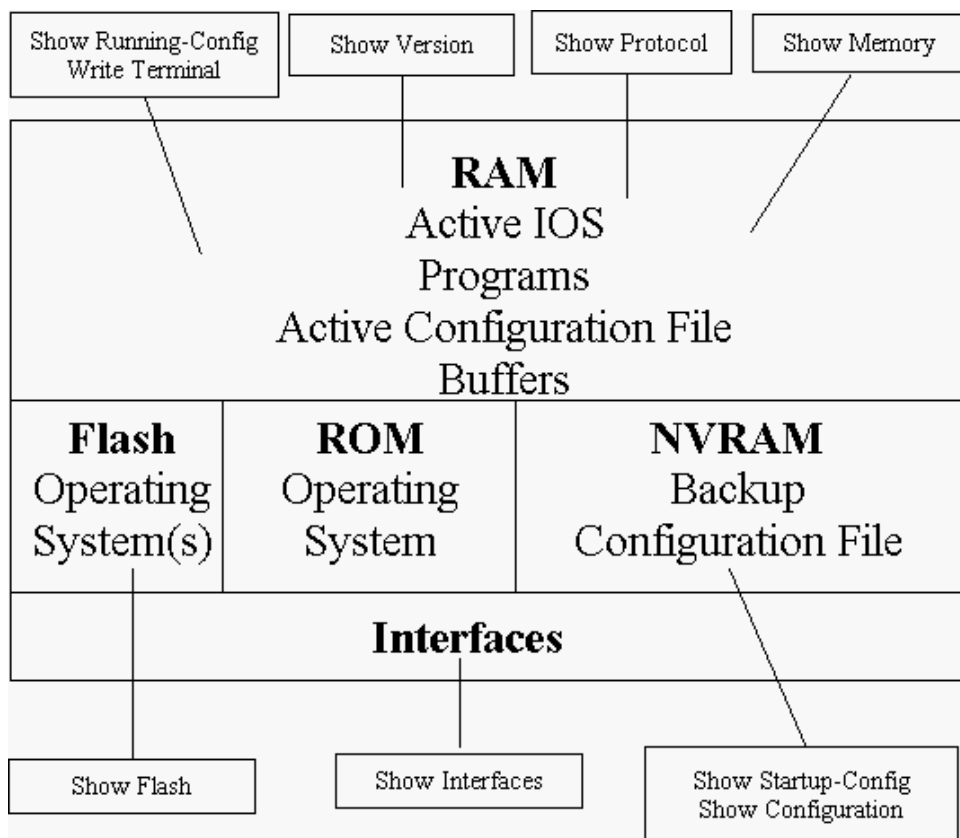 Show Running-Config
Write Terminal
Show Version
Show Protocol
Show Memory
RAM
Active IOS
Programs
Active Configuration File
Buffers
Flash
Operating
System(s)
ROM
Operating
System
NVRAM
Backup
Configuration File
Interfaces
Show Flash
Show Interfaces
Show Startup-Config
Show Configuration